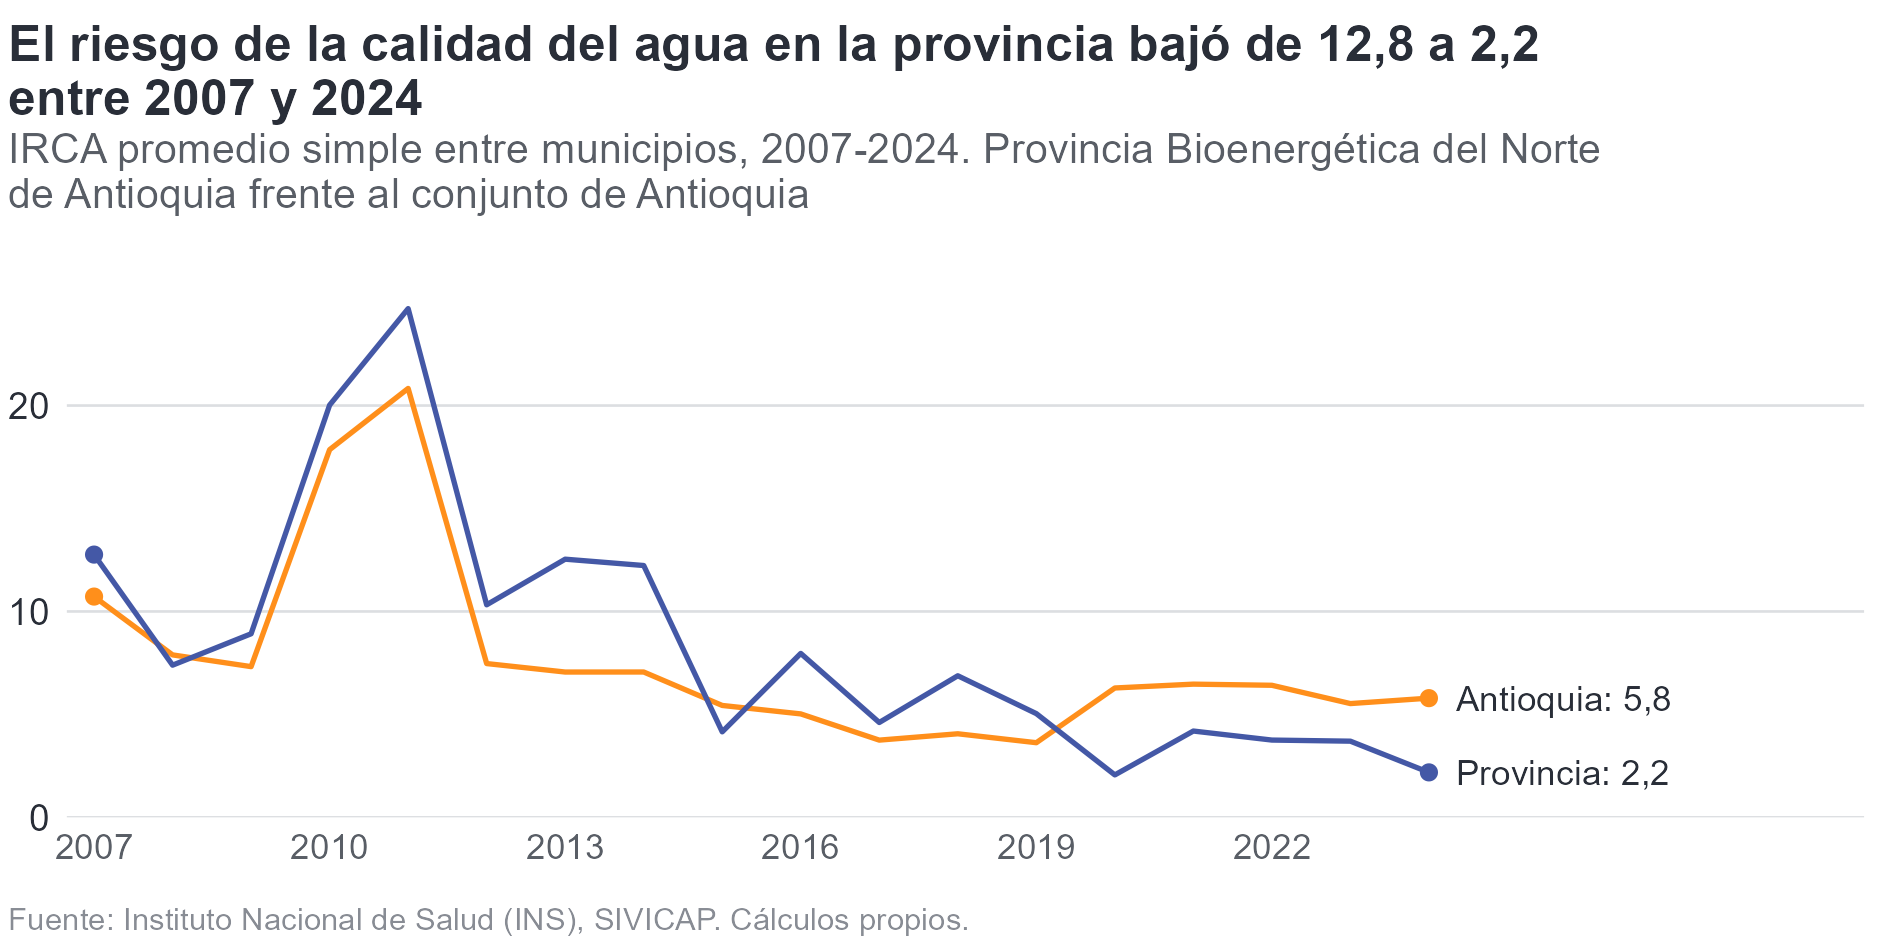 El riesgo de la calidad del agua en la provincia bajó de 12,8 a 2,2
entre 2007 y 2024
IRCA promedio simple entre municipios, 2007-2024. Provincia Bioenergética del Norte
de Antioquia frente al conjunto de Antioquia
20
10
Antioquia: 5,8
Provincia: 2,2
0
2007 2010 2013 2016 2019 2022
Fuente: Instituto Nacional de Salud (INS), SIVICAP. Cálculos propios.